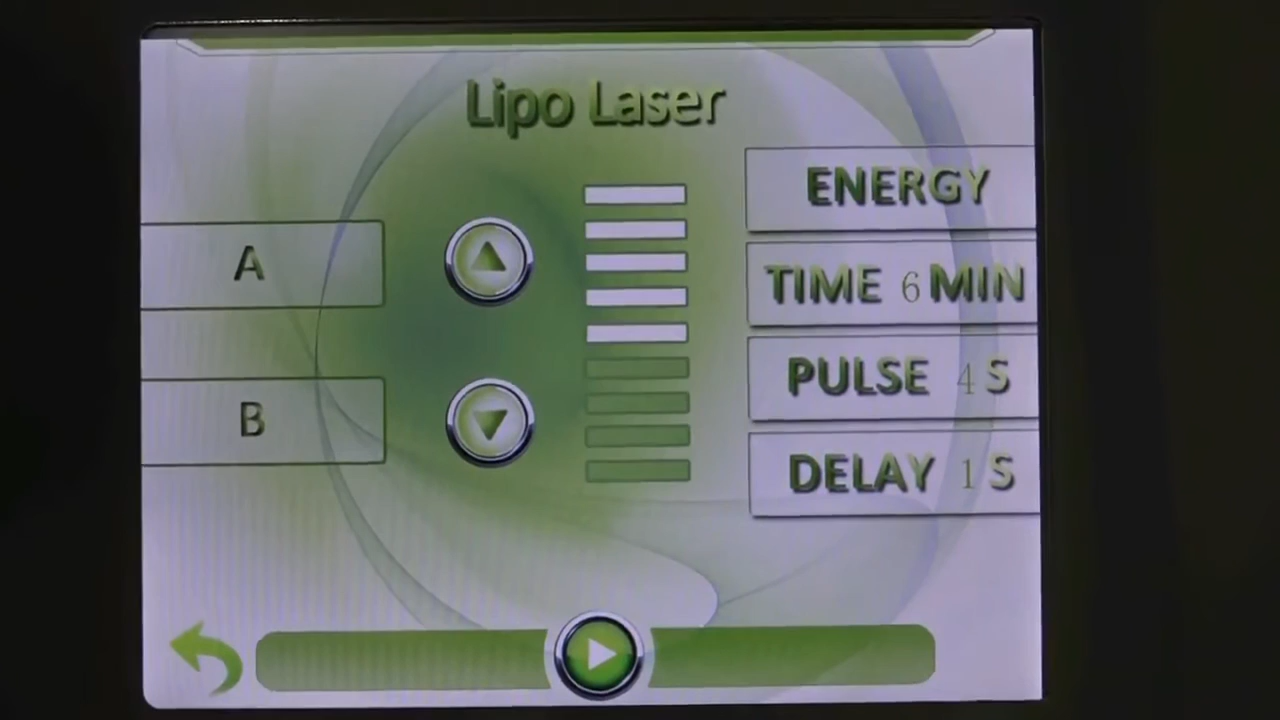 Lipo Laser
ENERGY
A
TIME 6 MIN
PULSE 4 S
B
DELAY 1 S